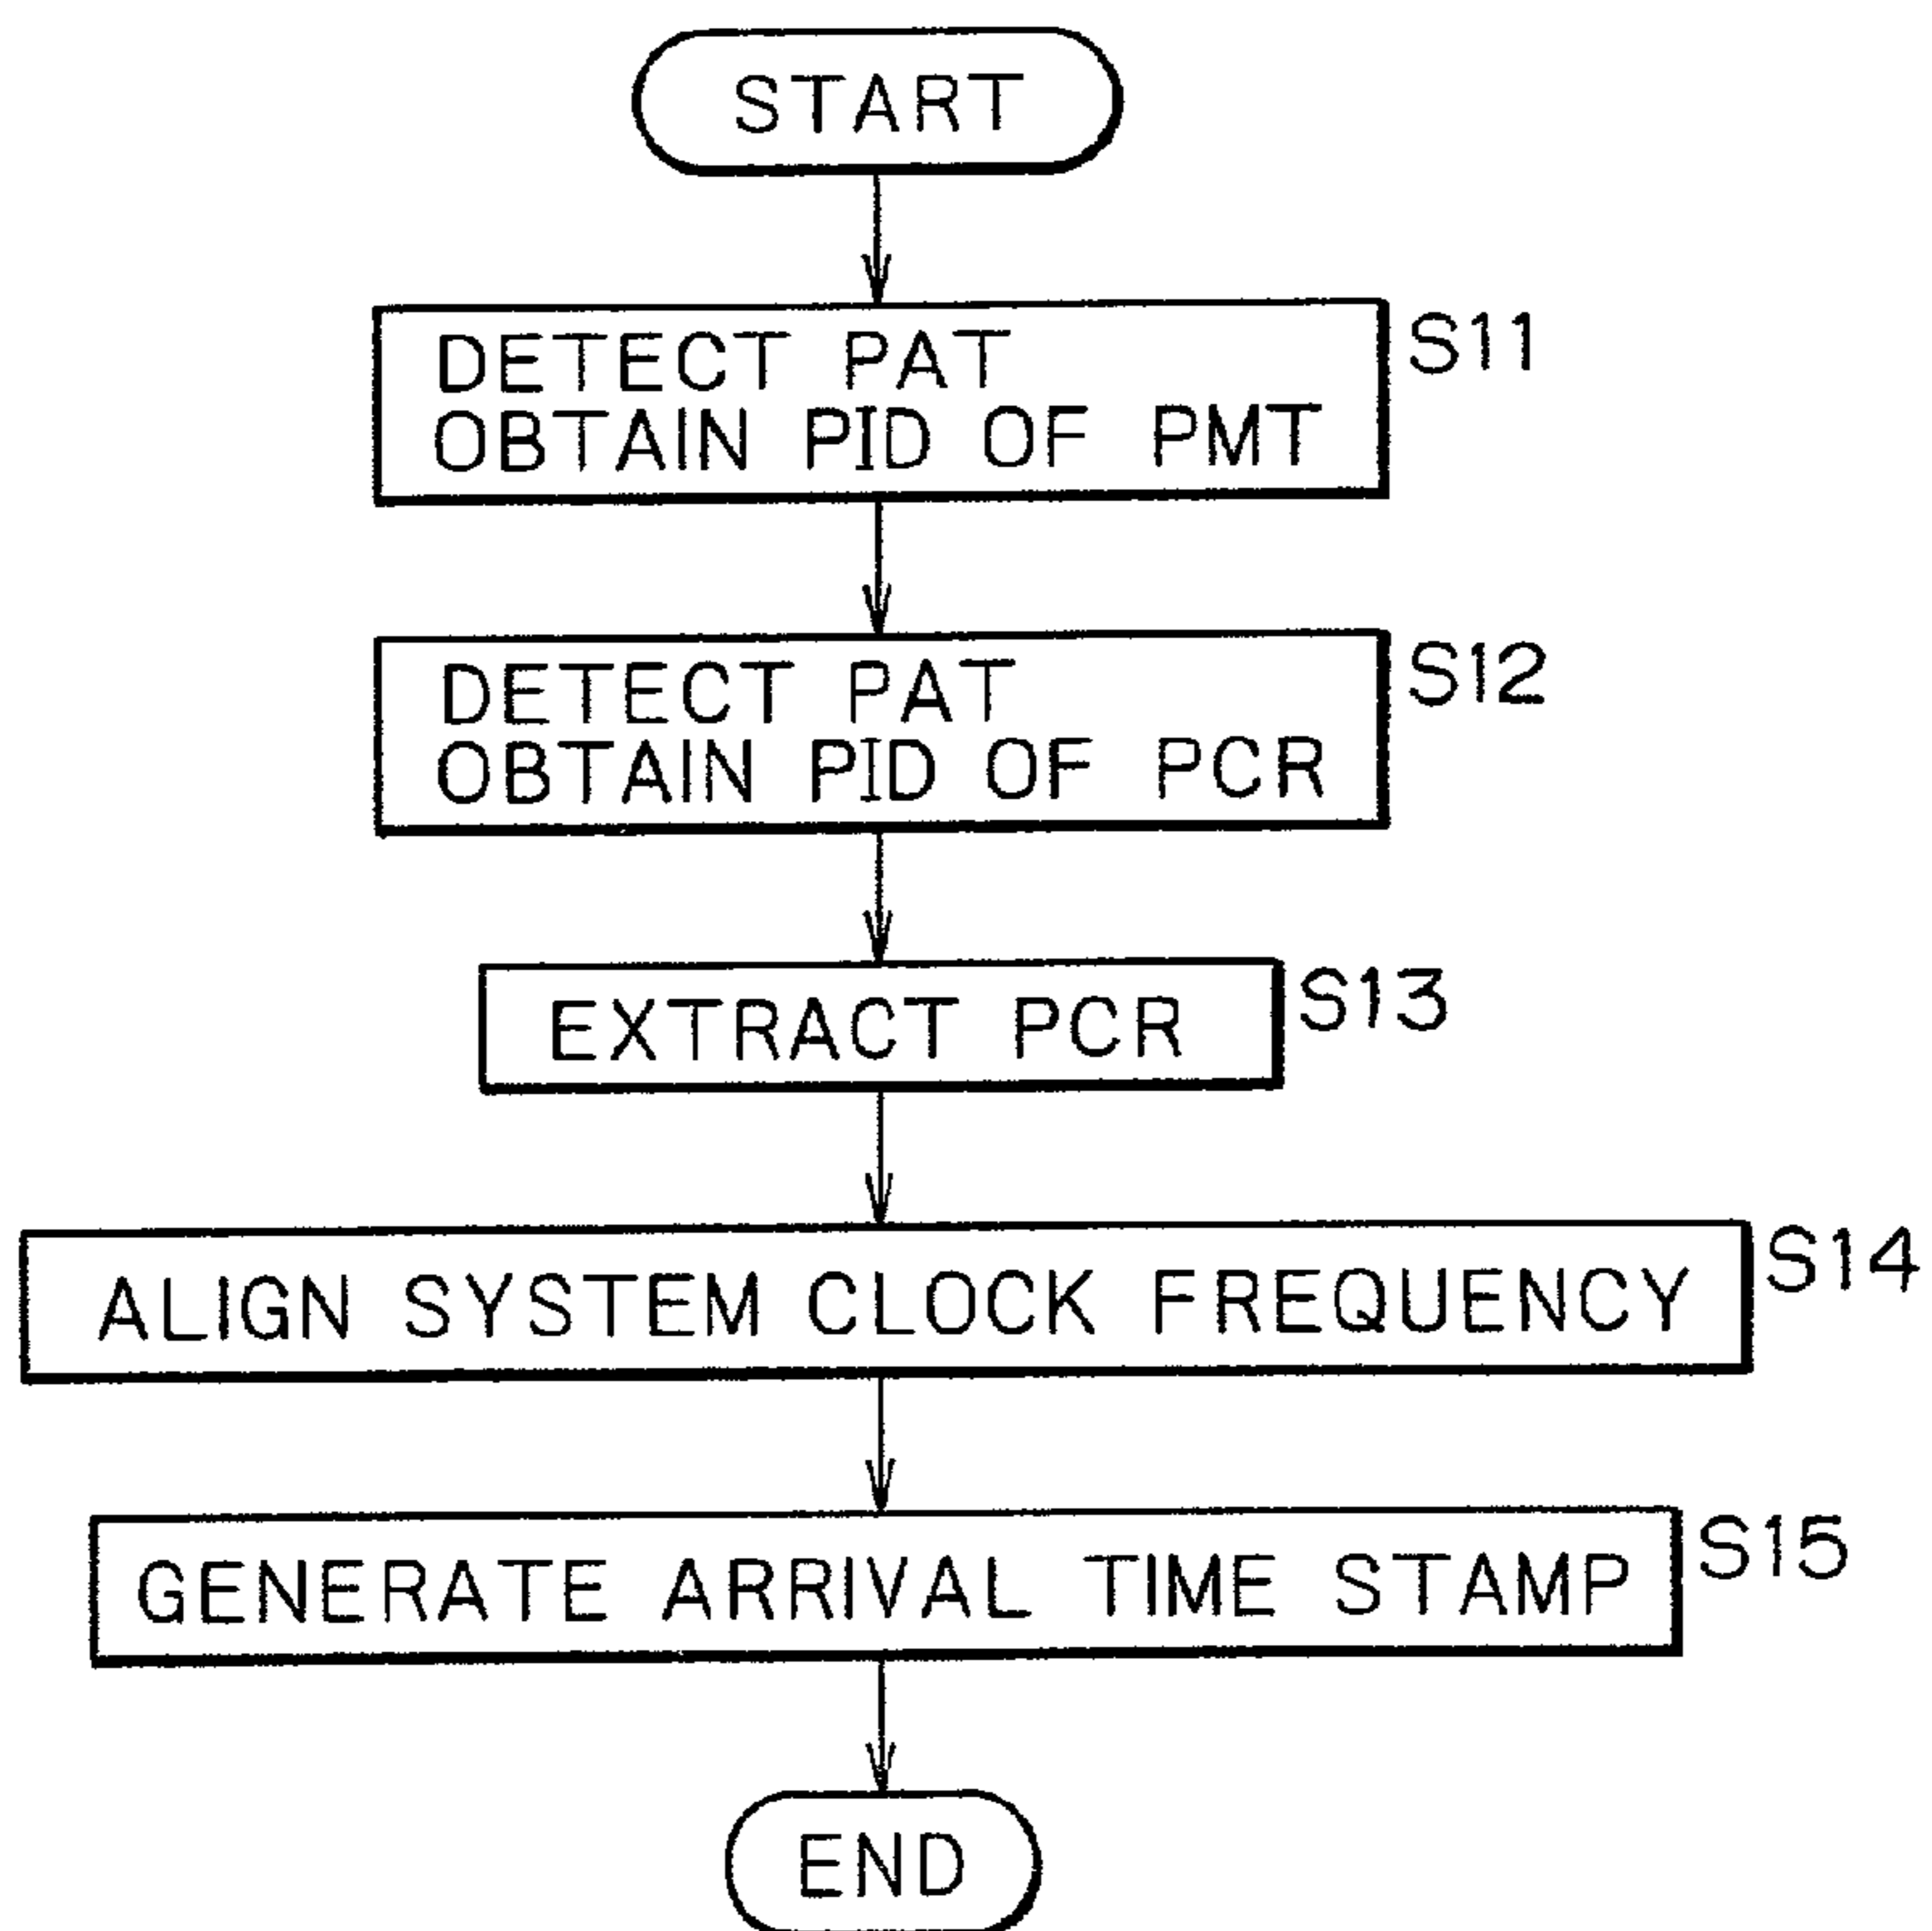 START
DETECT PAT
OBTAIN PID OF PMT
S11
DETECT PAT
OBTAIN PID OF PCR
S12
EXTRACT PCR
S13
ALIGN SYSTEM CLOCK FREQUENCY
S14
GENERATE ARRIVAL TIME STAMP
S15
END